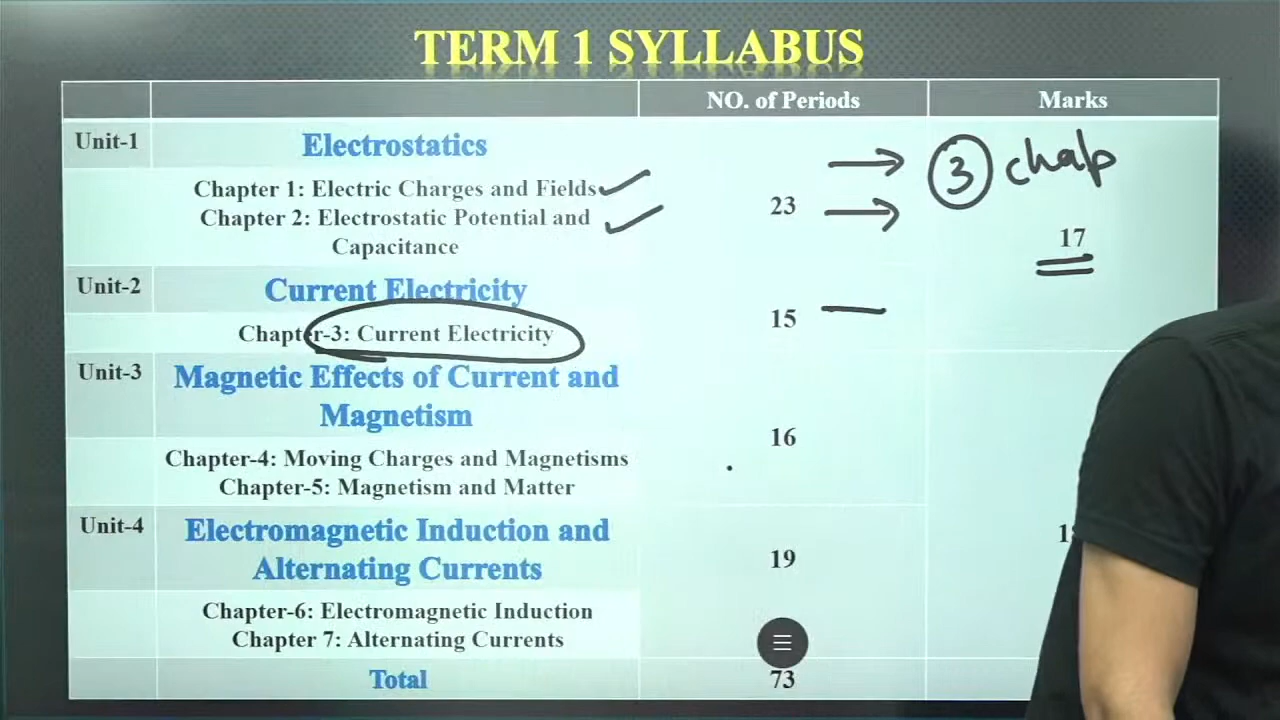 TERM 1 SYLLABUS
NO. of Periods Marks
Unit-1 Electrostatics
3 chap
Chapter 1: Electric Charges and Fields
23
Chapter 2: Electrostatic Potential and
Capacitance
17
Unit-2 Current Electricity
15
Chapter-3: Current Electricity
Unit-3 Magnetic Effects of Current and
Magnetism
16
Chapter-4: Moving Charges and Magnetisms
Chapter-5: Magnetism and Matter
Unit-4 Electromagnetic Induction and
Alternating Currents
19
Chapter-6: Electromagnetic Induction
Chapter 7: Alternating Currents
Total 73